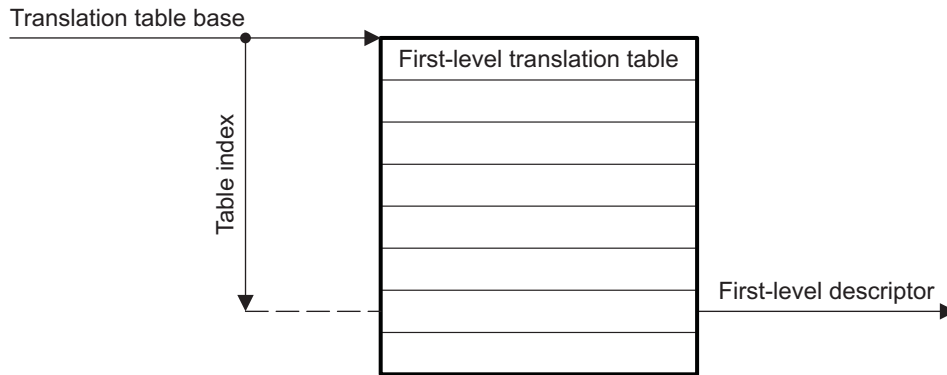 Translation table base
First-level translation table
Table index
First-level descriptor